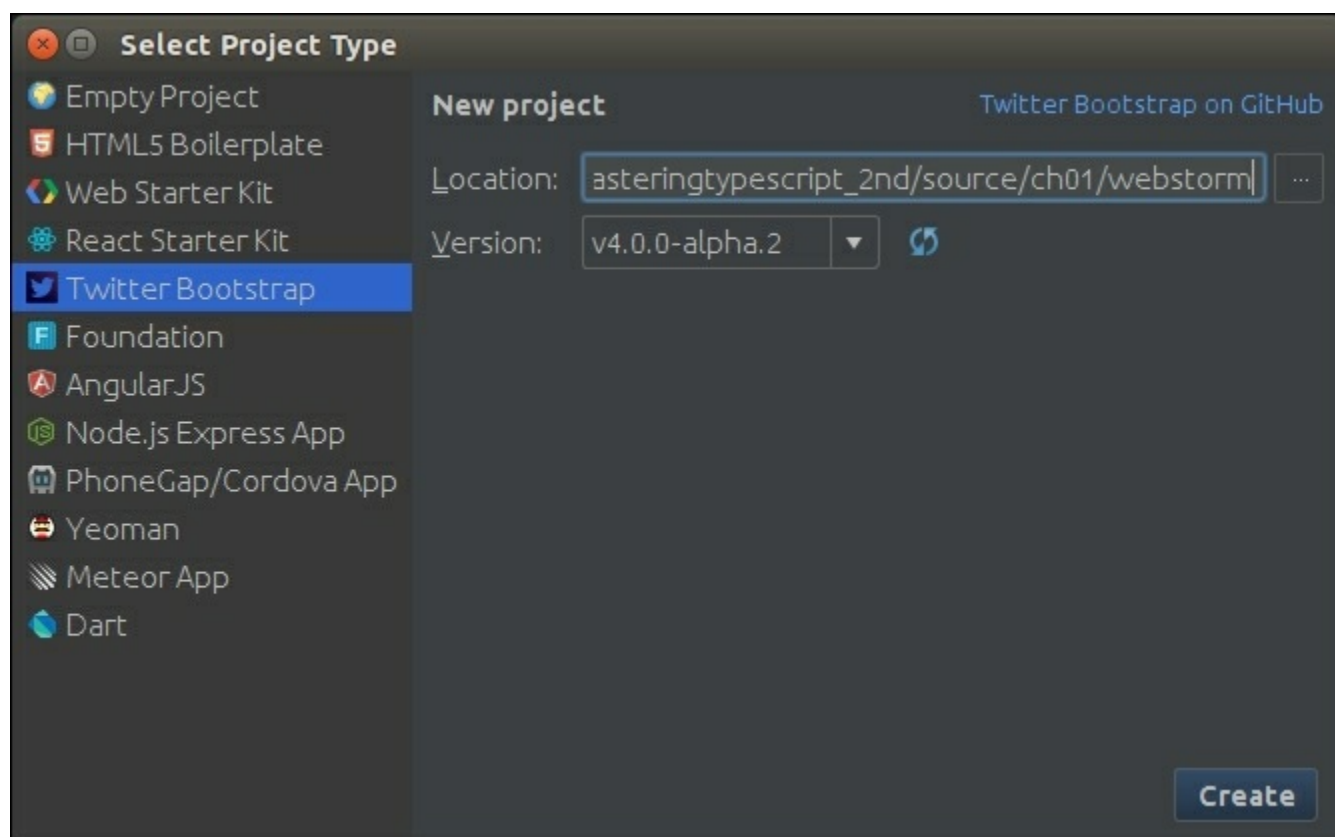 Select Project Type
Empty Project
HTML5 Boilerplate
Web Starter Kit
React Starter Kit
Twitter Bootstrap
Foundation
AngularJS
Node.js Express App
PhoneGap/Cordova App
Yeoman
Meteor App
Dart
New project
Twitter Bootstrap on GitHub
Location: asteringtypescript_2nd/source/ch01/webstorm ...
Version: v4.0.0-alpha.2
Create